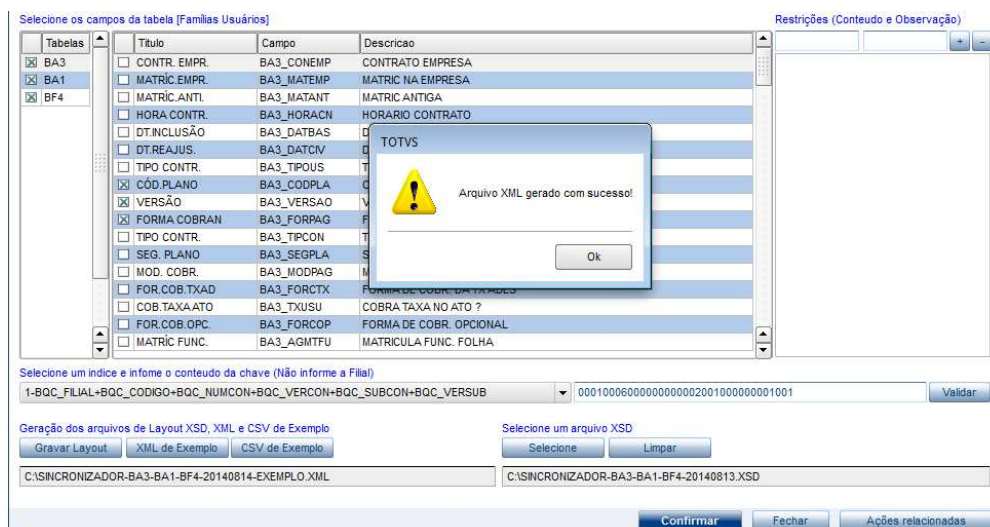 Selecione os campos da tabela [Famílias Usuários]
Restrições (Conteudo e Observação)
Tabelas
Titulo Campo Descricao
+ -
BA3
CONTR. EMPR. BA3_CONEMP CONTRATO EMPRESA
BA1
MATRÍC.EMPR. BA3_MATEMP MATRIC NA EMPRESA
BF4
MATRÍC.ANTI. BA3_MATANT MATRIC ANTIGA
HORA CONTR. BA3_HORACN HORARIO CONTRATO
DT.INCLUSÃO BA3_DATBAS D
DT.REAJUS. BA3_DATCIV D
TIPO CONTR. BA3_TIPOUS T
CÓD.PLANO BA3_CODPLA
VERSÃO BA3_VERSAO V
FORMA COBRAN BA3_FORPAG F
TIPO CONTR. BA3_TIPCON T
SEG. PLANO BA3_SEGPLA S
MOD. COBR. BA3_MODPAG M
FOR.COB.TXAD BA3_FORCTX FORMA DE COBR. DA TX ADES
COB.TAXA ATO BA3_TXUSU COBRA TAXA NO ATO ?
FOR.COB.OPC. BA3_FORCOP FORMA DE COBR. OPCIONAL
MATRÍC FUNC. BA3_AGMTFU MATRICULA FUNC. FOLHA
TOTVS
Arquivo XML gerado com sucesso!
Ok
Selecione um indice e infome o conteudo da chave (Não informe a Filial)
1-BQC_FILIAL+BQC_CODIGO+BQC_NUMCON+BQC_VERCON+BQC_SUBCON+BQC_VERSUB
Validar
Geração dos arquivos de Layout XSD, XML e CSV de Exemplo
Selecione um arquivo XSD
Gravar Layout XML de Exemplo CSV de Exemplo
Selecione Limpar
C:\SINCRONIZADOR-BA3-BA1-BF4-20140814-EXEMPLO.XML
C:\SINCRONIZADOR-BA3-BA1-BF4-20140813.XSD
Confirmar Fechar Ações relacionadas